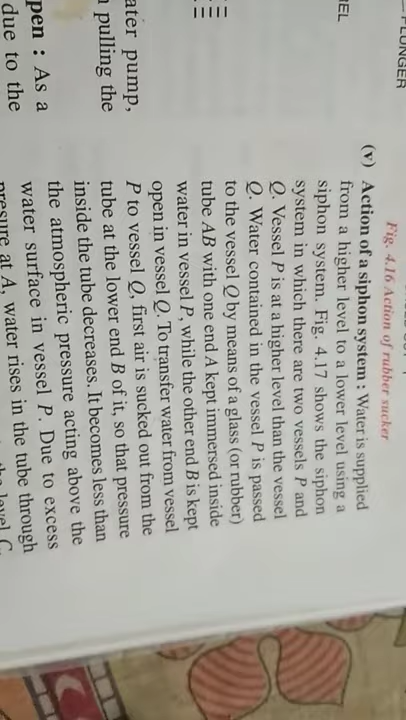 PLUNGER
Fig. 4.16 Action of rubber sucker
(v) Action of a siphon system : Water is supplied
from a higher level to a lower level using a
siphon system. Fig. 4.17 shows the siphon
system in which there are two vessels P and
Q. Vessel P is at a higher level than the vessel
Q. Water contained in the vessel P is passed
to the vessel Q by means of a glass (or rubber)
tube AB with one end A kept immersed inside
water in vessel P, while the other end B is kept
open in vessel Q. To transfer water from vessel
P to vessel Q, first air is sucked out from the
tube at the lower end B of it, so that pressure
inside the tube decreases. It becomes less than
the atmospheric pressure acting above the
water surface in vessel P. Due to excess
presure at A, water rises in the tube through
level C
pump,
pulling the
: As a
due to the